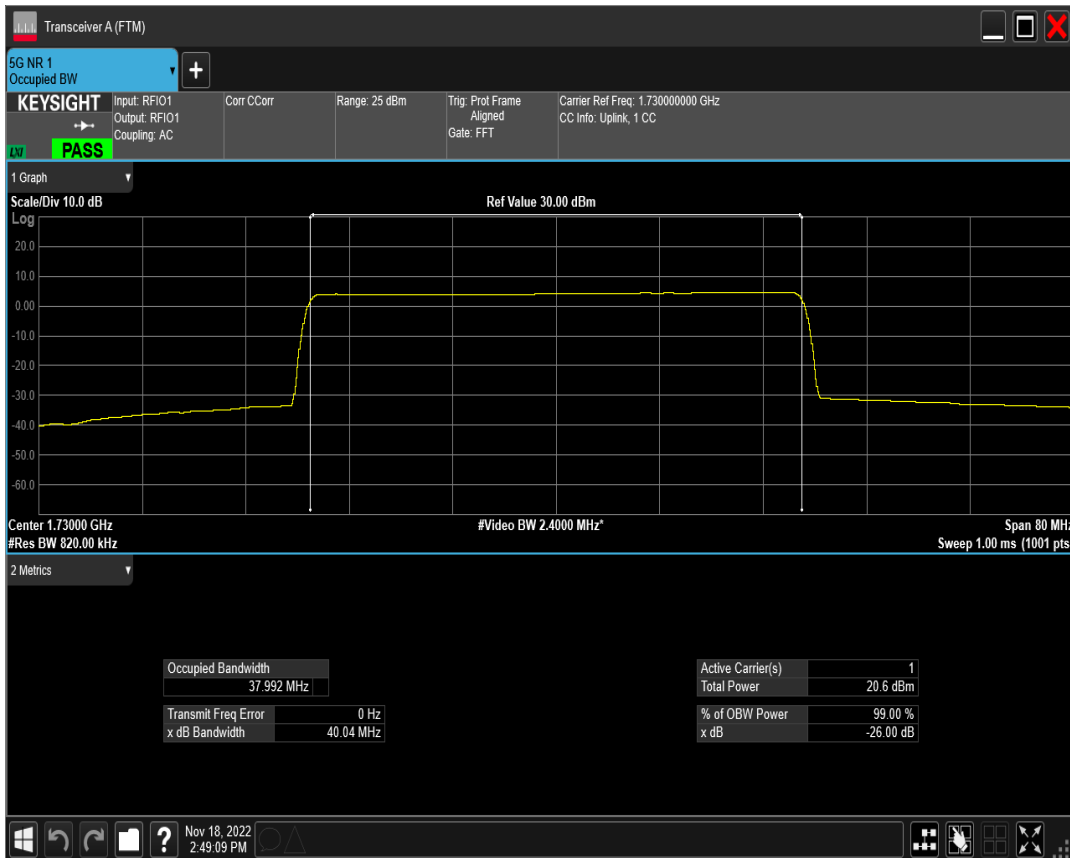 Transceiver A (FTM)
5G NR 1
Occupied BW
+
KEYSIGHT
LXI
PASS
Input: RFIO1
Output: RFIO1
Coupling: AC
Corr CCorr
Range: 25 dBm
Trig: Prot Frame
Aligned
Gate: FFT
Carrier Ref Freq: 1.730000000 GHz
CC Info: Uplink, 1 CC
1 Graph
Scale/Div 10.0 dB
Ref Value 30.00 dBm
Log
20.0
10.0
0.00
-10.0
-20.0
-30.0
-40.0
-50.0
-60.0
Center 1.73000 GHz
#Video BW 2.4000 MHz*
Span 80 MHz
#Res BW 820.00 kHz
Sweep 1.00 ms (1001 pts
2 Metrics
Occupied Bandwidth
37.992 MHz
Transmit Freq Error 0 Hz
x dB Bandwidth 40.04 MHz
Active Carrier(s) 1
Total Power 20.6 dBm
% of OBW Power 99.00 %
x dB -26.00 dB
?
Nov 18, 2022
2:49:09 PM